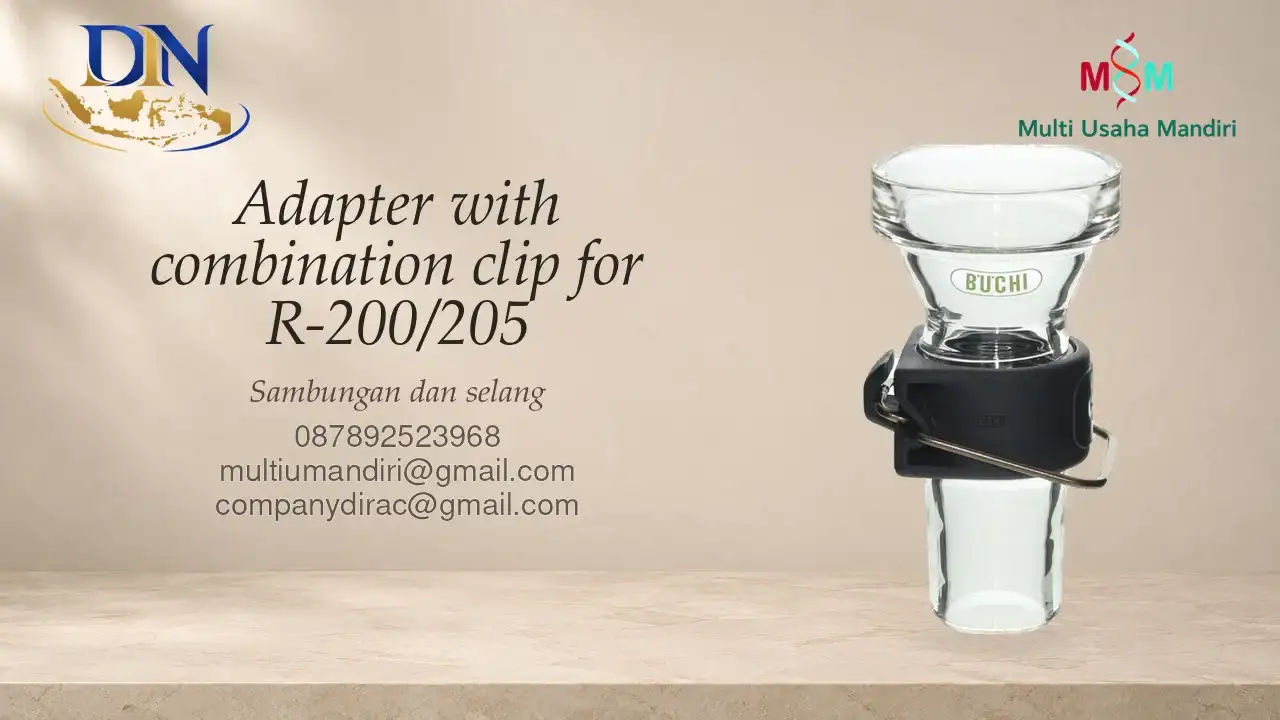 DN
MSM
Multi Usaha Mandiri
Adapter with
combination clip for
R-200/205
BÜCHI
Sambungan dan selang
087892523968
multiumandiri@gmail.com
companydirac@gmail.com